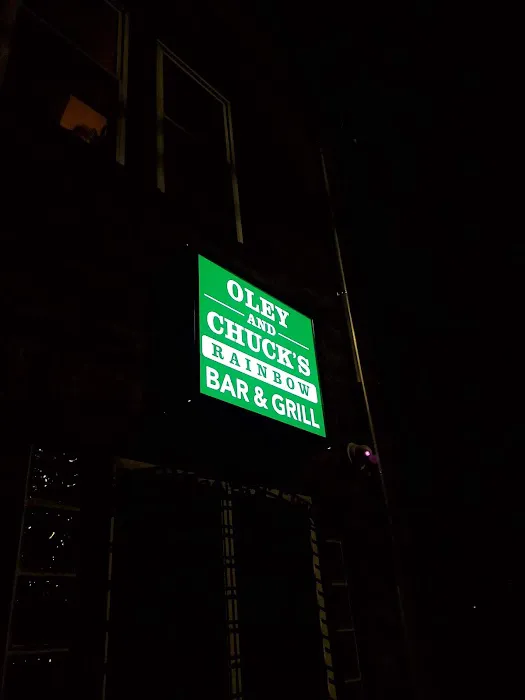 OLEY
AND
CHUCK'S
RAINBOW
BAR & GRILL